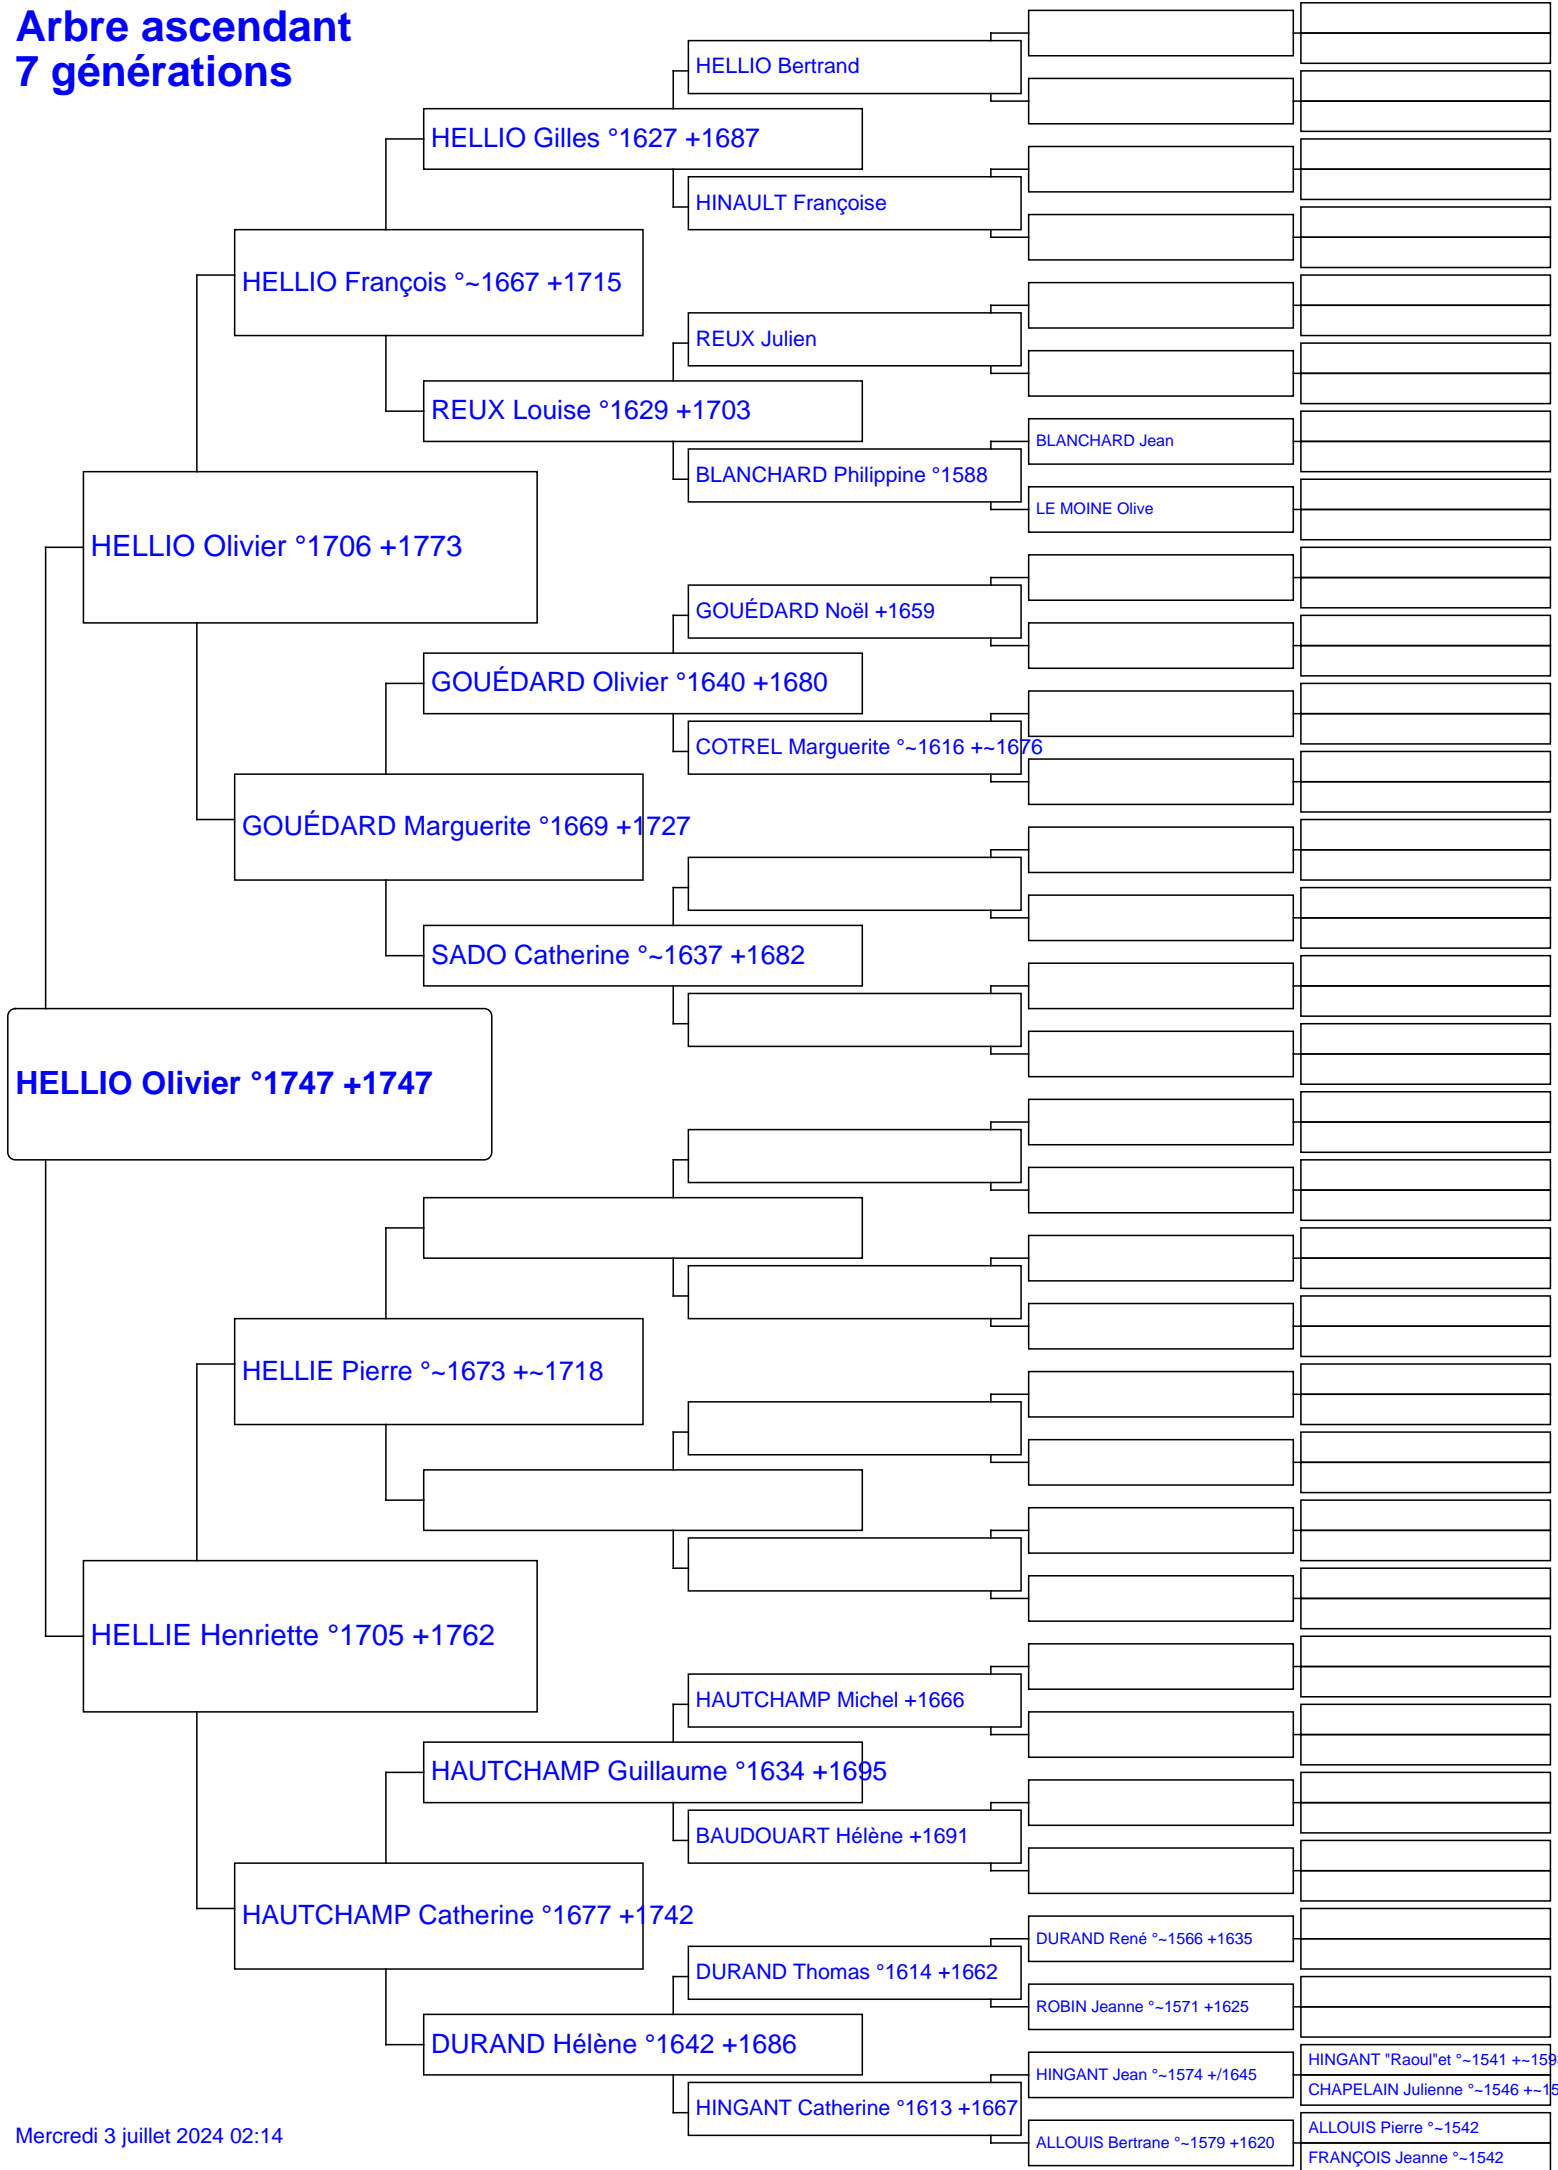 Arbre ascendant
7 générations
HELLIO Bertrand
HELLIO Gilles °1627 +1687
HINAULT Françoise
HELLIO François °~1667 +1715
REUX Julien
REUX Louise °1629 +1703
BLANCHARD Jean
BLANCHARD Philippine °1588
LE MOINE Olive
HELLIO Olivier °1706 +1773
GOUÉDARD Noël +1659
GOUÉDARD Olivier °1640 +1680
COTREL Marguerite °~1616 +~1676
GOUÉDARD Marguerite °1669 +1727
SADO Catherine °~1637 +1682
HELLIO Olivier °1747 +1747
HELLIE Pierre °~1673 +~1718
HELLIE Henriette °1705 +1762
HAUTCHAMP Michel +1666
HAUTCHAMP Guillaume °1634 +1695
BAUDOUART Hélène +1691
HAUTCHAMP Catherine °1677 +1742
DURAND René °~1566 +1635
DURAND Thomas °1614 +1662
ROBIN Jeanne °~1571 +1625
DURAND Hélène °1642 +1686
HINGANT "Raoul"et °~1541
HINGANT Jean °~1574 +/1645
CHAPELAIN Julienne °~1546
HINGANT Catherine °1613 +1667
ALLOUIS Pierre °~1542
ALLOUIS Bertrane °~1579 +1620
FRANÇOIS Jeanne °~1542
Mercredi 3 juillet 2024 02:14